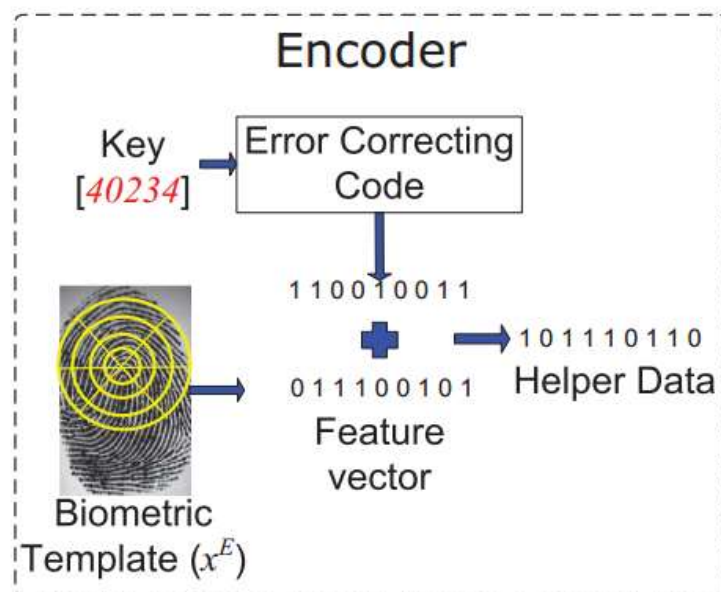 Encoder
Key
[40234]
Error Correcting
Code
1 1 0 0 1 0 0 1 1
1 0 1 1 1 0 1 1 0
Helper Data
0 1 1 1 0 0 1 0 1
Feature
vector
Biometric
Template (x^E)